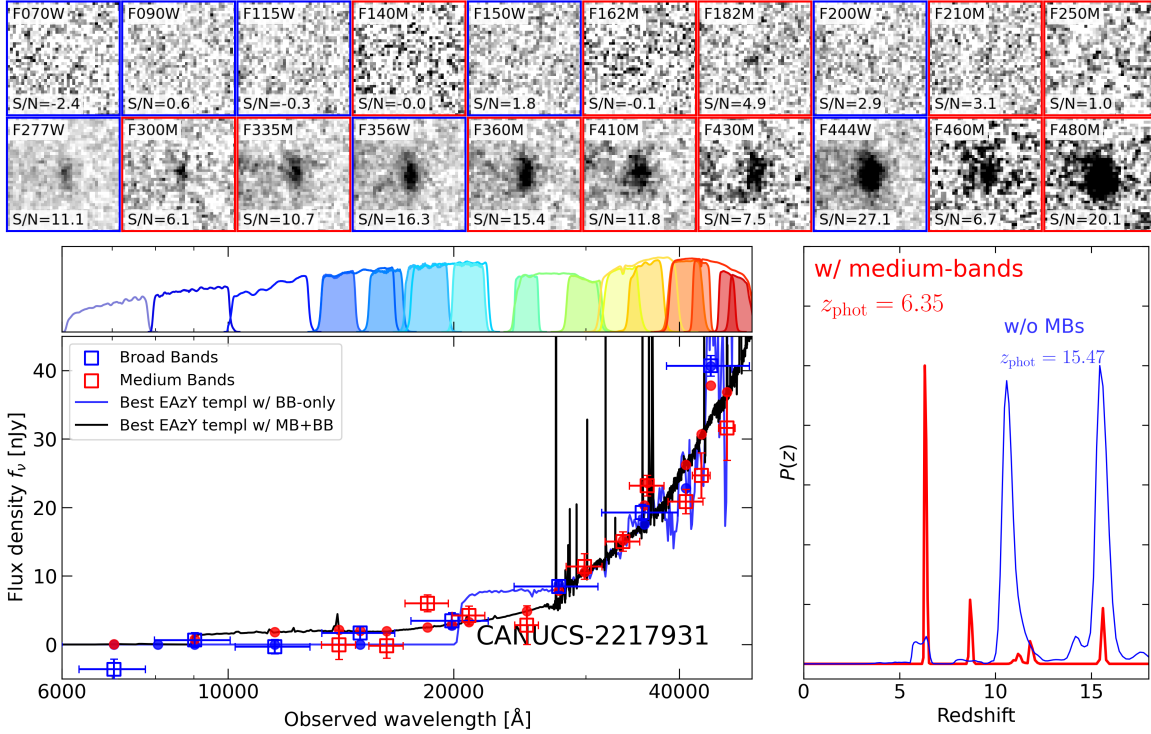 F070W F090W F115W F140M F150W F162M F182M F200W F210M F250M
S/N=-2.4 S/N=0.6 S/N=-0.3 S/N=-0.0 S/N=1.8 S/N=-0.1 S/N=4.9 S/N=2.9 S/N=3.1 S/N=1.0
F277W F300M F335M F356W F360M F410M F430M F444W F460M F480M
S/N=11.1 S/N=6.1 S/N=10.7 S/N=16.3 S/N=15.4 S/N=11.8 S/N=7.5 S/N=27.1 S/N=6.7 S/N=20.1
Broad Bands
Medium Bands
Best EAzY templ w/ BB-only
Best EAzY templ w/ MB+BB
CANUCS-2217931
Flux density fν [nJy]
40
30
20
10
0
6000 10000 20000 40000
Observed wavelength [Å]
w/ medium-bands
zphot = 6.35
w/o MBs
zphot = 15.47
P(z)
0 5 10 15
Redshift